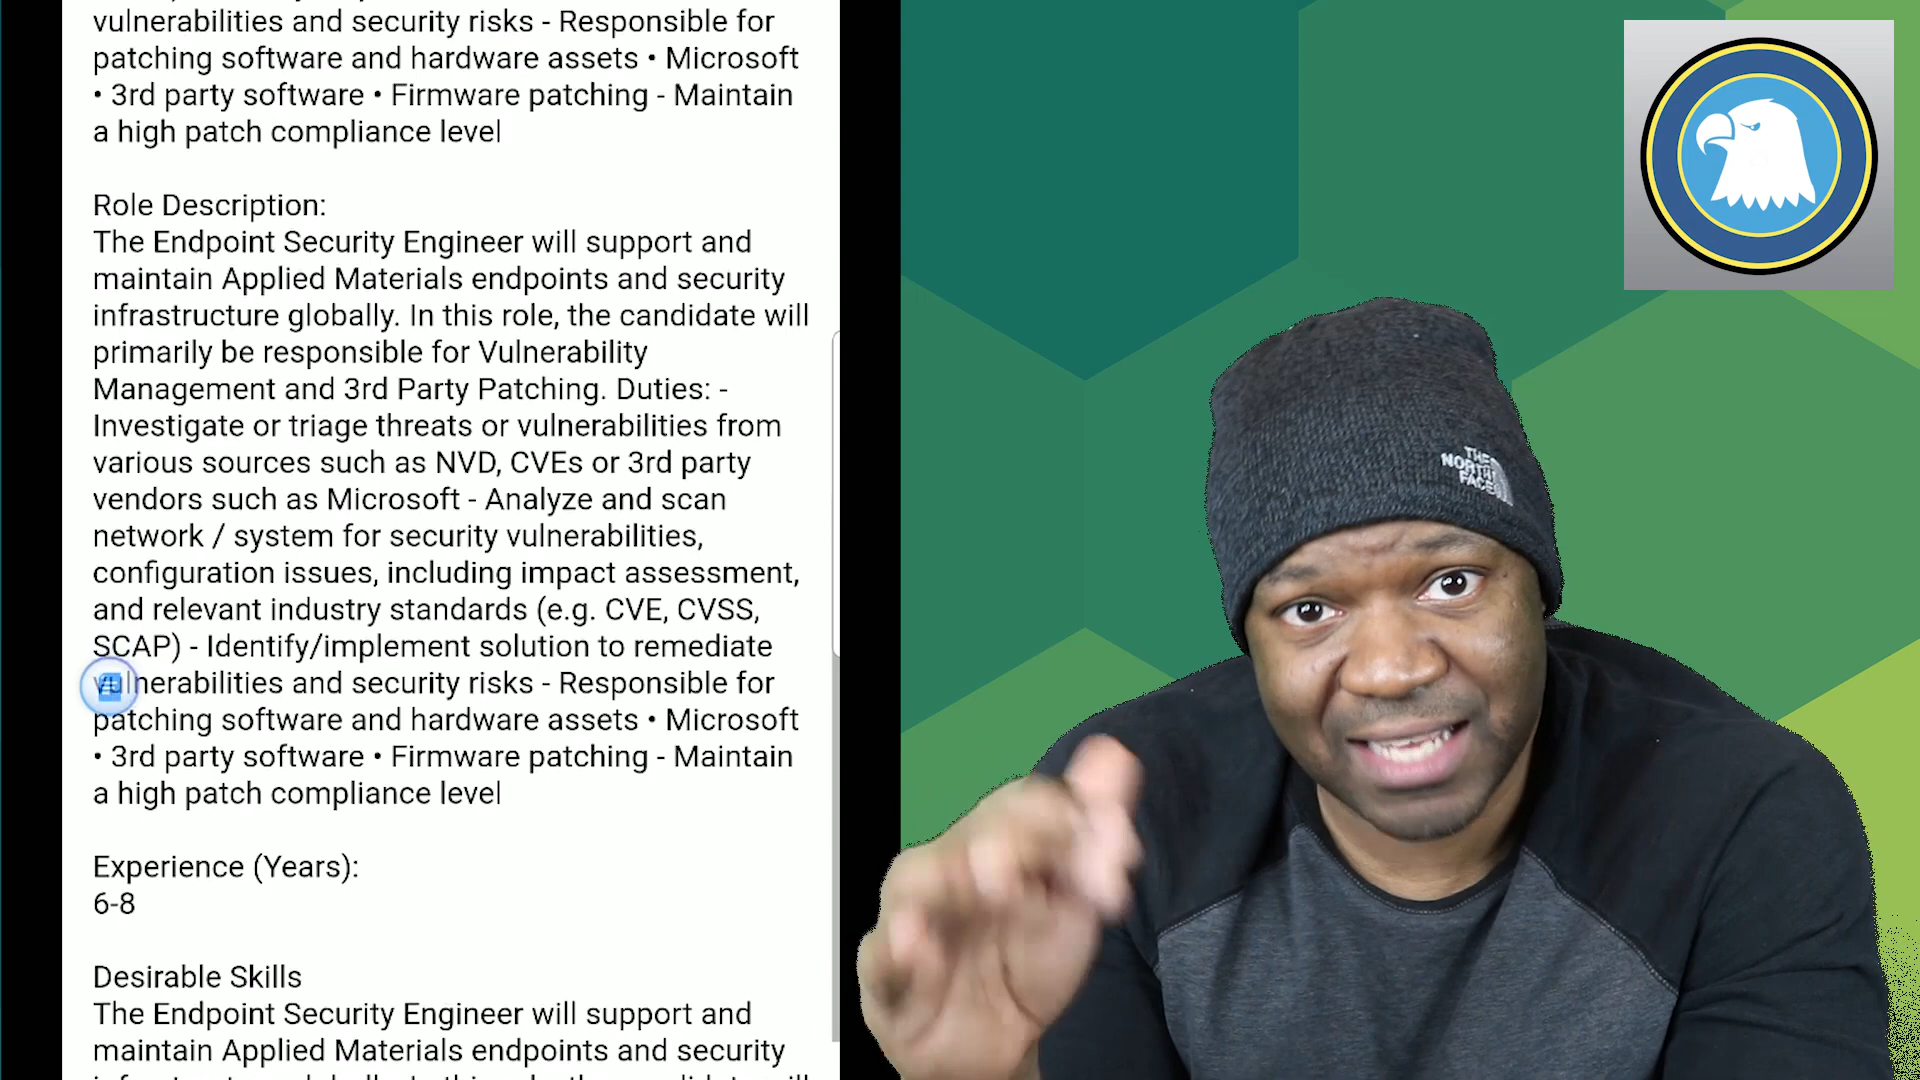 vulnerabilities and security risks - Responsible for
patching software and hardware assets • Microsoft
• 3rd party software • Firmware patching - Maintain
a high patch compliance level
Role Description:
The Endpoint Security Engineer will support and
maintain Applied Materials endpoints and security
infrastructure globally. In this role, the candidate will
primarily be responsible for Vulnerability
Management and 3rd Party Patching. Duties: -
Investigate or triage threats or vulnerabilities from
various sources such as NVD, CVEs or 3rd party
vendors such as Microsoft - Analyze and scan
network / system for security vulnerabilities,
configuration issues, including impact assessment,
and relevant industry standards (e.g. CVE, CVSS,
SCAP) - Identify/implement solution to remediate
vulnerabilities and security risks - Responsible for
patching software and hardware assets • Microsoft
• 3rd party software • Firmware patching - Maintain
a high patch compliance level
Experience (Years):
6-8
Desirable Skills
The Endpoint Security Engineer will support and
maintain Applied Materials endpoints and security
THE
NORTH
FACE